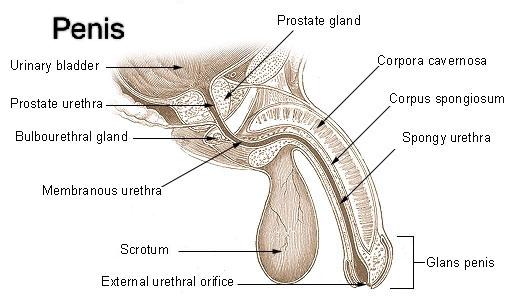 Penis
Prostate gland
Urinary bladder
Corpora cavernosa
Prostate urethra
Corpus spongiosum
Bulbourethral gland
Spongy urethra
Membranous urethra
Scrotum
Glans penis
External urethral orifice